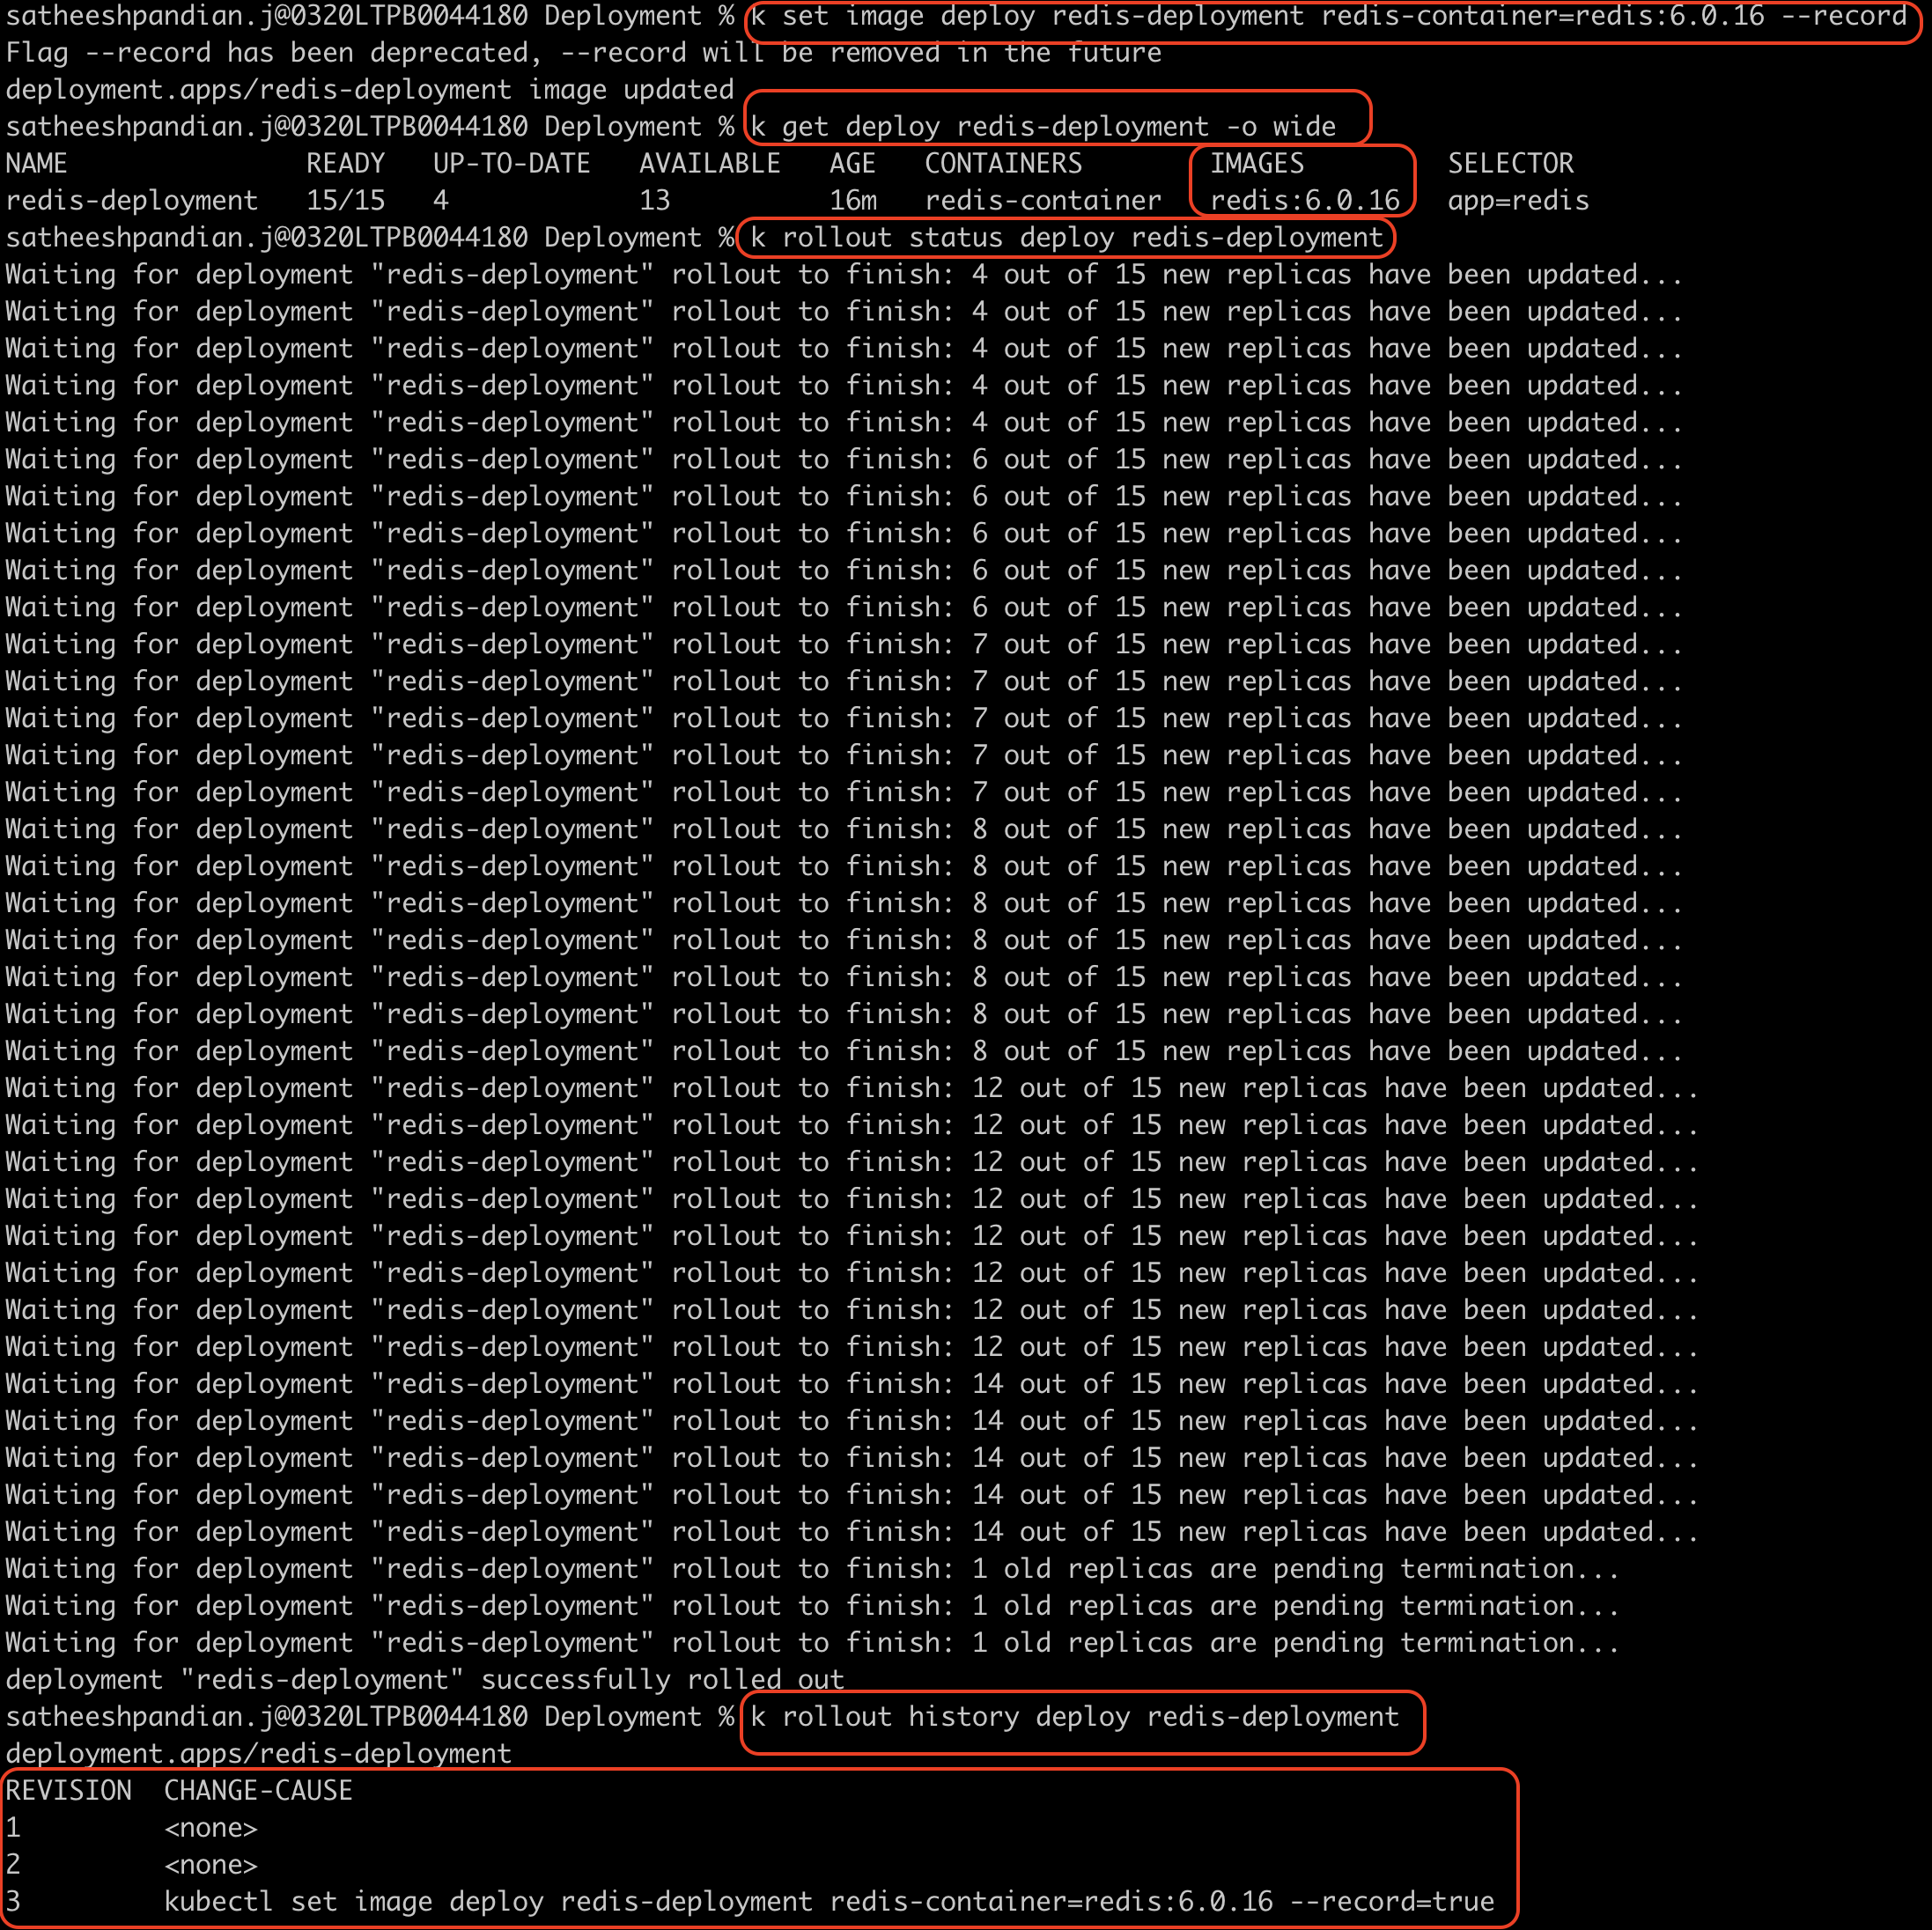 satheeshpandian.j@0320LTPB0044180 Deployment % k set image deploy redis-deployment redis-container=redis:6.0.16 --record
Flag --record has been deprecated, --record will be removed in the future
deployment.apps/redis-deployment image updated
satheeshpandian.j@0320LTPB0044180 Deployment % k get deploy redis-deployment -o wide
NAME               READY   UP-TO-DATE   AVAILABLE   AGE   CONTAINERS        IMAGES         SELECTOR
redis-deployment   15/15   4            13          16m   redis-container   redis:6.0.16   app=redis
satheeshpandian.j@0320LTPB0044180 Deployment % k rollout status deploy redis-deployment
Waiting for deployment "redis-deployment" rollout to finish: 4 out of 15 new replicas have been updated...
Waiting for deployment "redis-deployment" rollout to finish: 4 out of 15 new replicas have been updated...
Waiting for deployment "redis-deployment" rollout to finish: 4 out of 15 new replicas have been updated...
Waiting for deployment "redis-deployment" rollout to finish: 4 out of 15 new replicas have been updated...
Waiting for deployment "redis-deployment" rollout to finish: 4 out of 15 new replicas have been updated...
Waiting for deployment "redis-deployment" rollout to finish: 6 out of 15 new replicas have been updated...
Waiting for deployment "redis-deployment" rollout to finish: 6 out of 15 new replicas have been updated...
Waiting for deployment "redis-deployment" rollout to finish: 6 out of 15 new replicas have been updated...
Waiting for deployment "redis-deployment" rollout to finish: 6 out of 15 new replicas have been updated...
Waiting for deployment "redis-deployment" rollout to finish: 6 out of 15 new replicas have been updated...
Waiting for deployment "redis-deployment" rollout to finish: 7 out of 15 new replicas have been updated...
Waiting for deployment "redis-deployment" rollout to finish: 7 out of 15 new replicas have been updated...
Waiting for deployment "redis-deployment" rollout to finish: 7 out of 15 new replicas have been updated...
Waiting for deployment "redis-deployment" rollout to finish: 7 out of 15 new replicas have been updated...
Waiting for deployment "redis-deployment" rollout to finish: 7 out of 15 new replicas have been updated...
Waiting for deployment "redis-deployment" rollout to finish: 8 out of 15 new replicas have been updated...
Waiting for deployment "redis-deployment" rollout to finish: 8 out of 15 new replicas have been updated...
Waiting for deployment "redis-deployment" rollout to finish: 8 out of 15 new replicas have been updated...
Waiting for deployment "redis-deployment" rollout to finish: 8 out of 15 new replicas have been updated...
Waiting for deployment "redis-deployment" rollout to finish: 8 out of 15 new replicas have been updated...
Waiting for deployment "redis-deployment" rollout to finish: 8 out of 15 new replicas have been updated...
Waiting for deployment "redis-deployment" rollout to finish: 8 out of 15 new replicas have been updated...
Waiting for deployment "redis-deployment" rollout to finish: 12 out of 15 new replicas have been updated...
Waiting for deployment "redis-deployment" rollout to finish: 12 out of 15 new replicas have been updated...
Waiting for deployment "redis-deployment" rollout to finish: 12 out of 15 new replicas have been updated...
Waiting for deployment "redis-deployment" rollout to finish: 12 out of 15 new replicas have been updated...
Waiting for deployment "redis-deployment" rollout to finish: 12 out of 15 new replicas have been updated...
Waiting for deployment "redis-deployment" rollout to finish: 12 out of 15 new replicas have been updated...
Waiting for deployment "redis-deployment" rollout to finish: 12 out of 15 new replicas have been updated...
Waiting for deployment "redis-deployment" rollout to finish: 12 out of 15 new replicas have been updated...
Waiting for deployment "redis-deployment" rollout to finish: 14 out of 15 new replicas have been updated...
Waiting for deployment "redis-deployment" rollout to finish: 14 out of 15 new replicas have been updated...
Waiting for deployment "redis-deployment" rollout to finish: 14 out of 15 new replicas have been updated...
Waiting for deployment "redis-deployment" rollout to finish: 14 out of 15 new replicas have been updated...
Waiting for deployment "redis-deployment" rollout to finish: 14 out of 15 new replicas have been updated...
Waiting for deployment "redis-deployment" rollout to finish: 1 old replicas are pending termination...
Waiting for deployment "redis-deployment" rollout to finish: 1 old replicas are pending termination...
Waiting for deployment "redis-deployment" rollout to finish: 1 old replicas are pending termination...
deployment "redis-deployment" successfully rolled out
satheeshpandian.j@0320LTPB0044180 Deployment % k rollout history deploy redis-deployment
deployment.apps/redis-deployment
REVISION  CHANGE-CAUSE
1         <none>
2         <none>
3         kubectl set image deploy redis-deployment redis-container=redis:6.0.16 --record=true